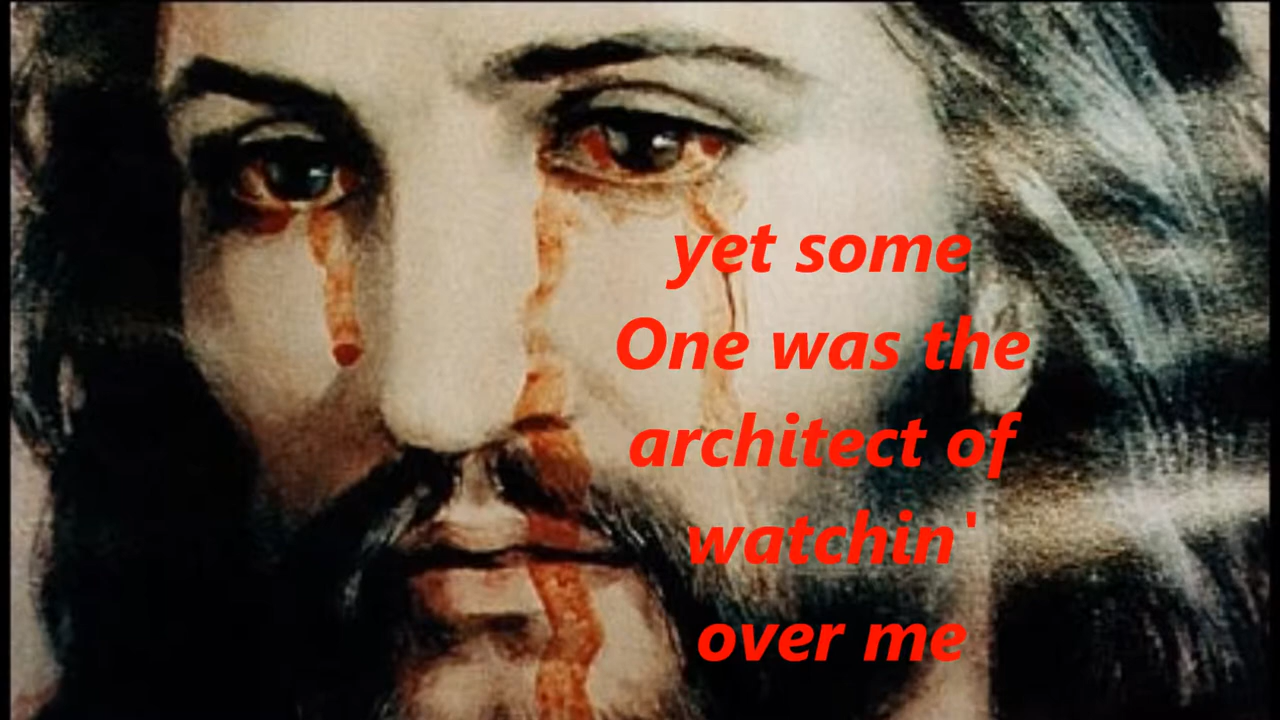 yet some
One was the
architect of
watchin'
over me